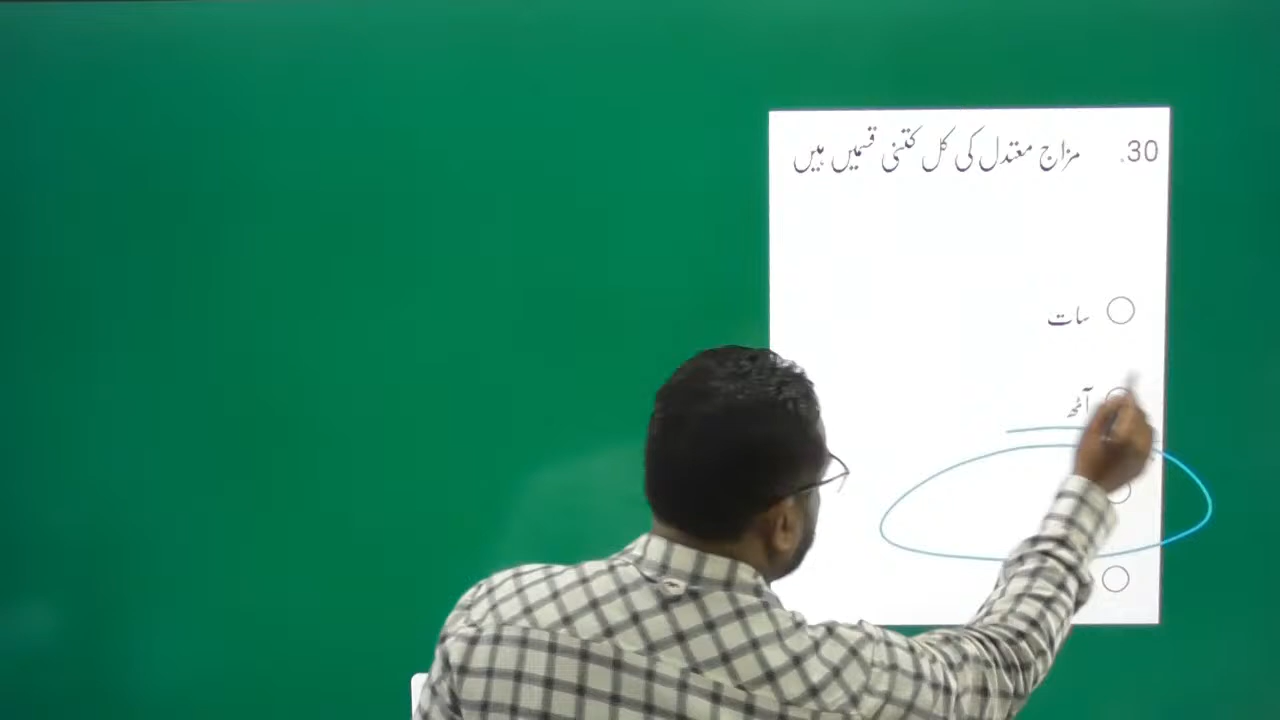 30. مزاج معتدل کی کل کتنی قسمیں ہیں
سات
آٹھ